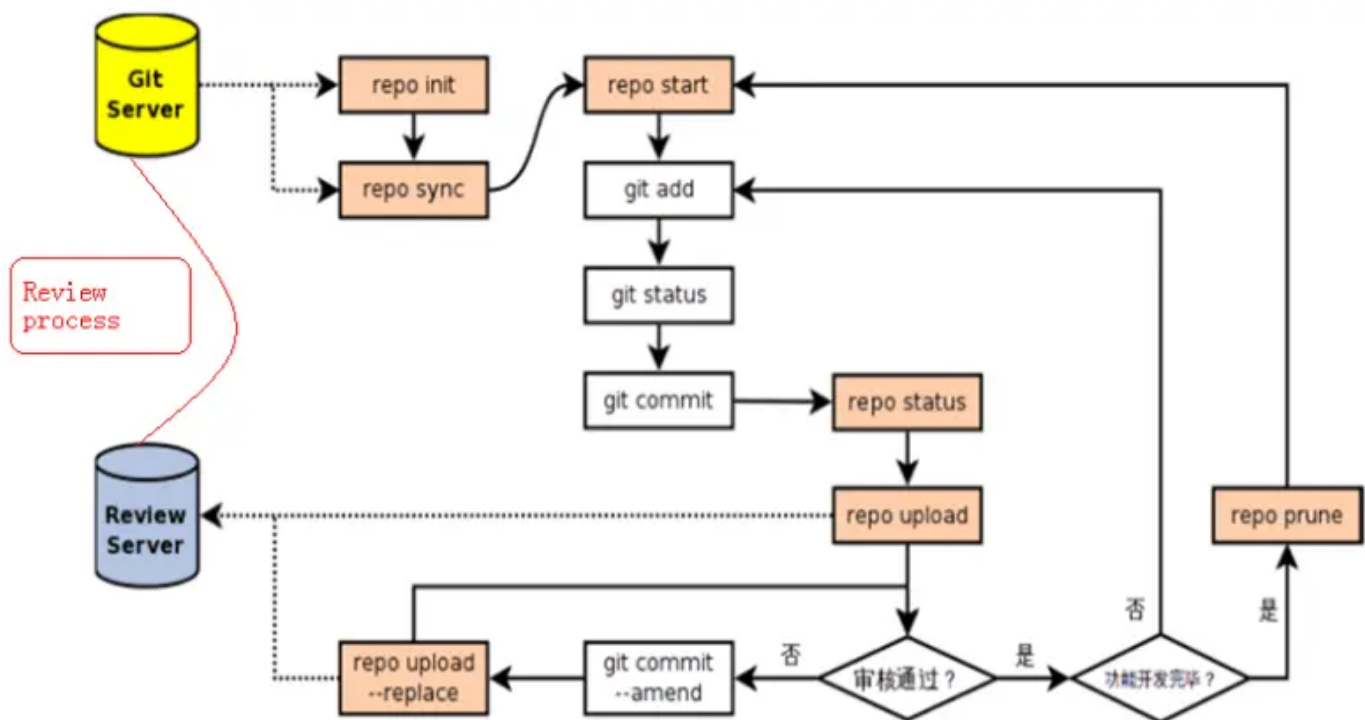 Git
Server
repo init
repo start
repo sync
git add
Review
process
git status
git commit
repo status
Review
Server
repo upload
repo prune
否
是
repo upload
--replace
git commit
--amend
否
审核通过？
是
功能开发完毕？